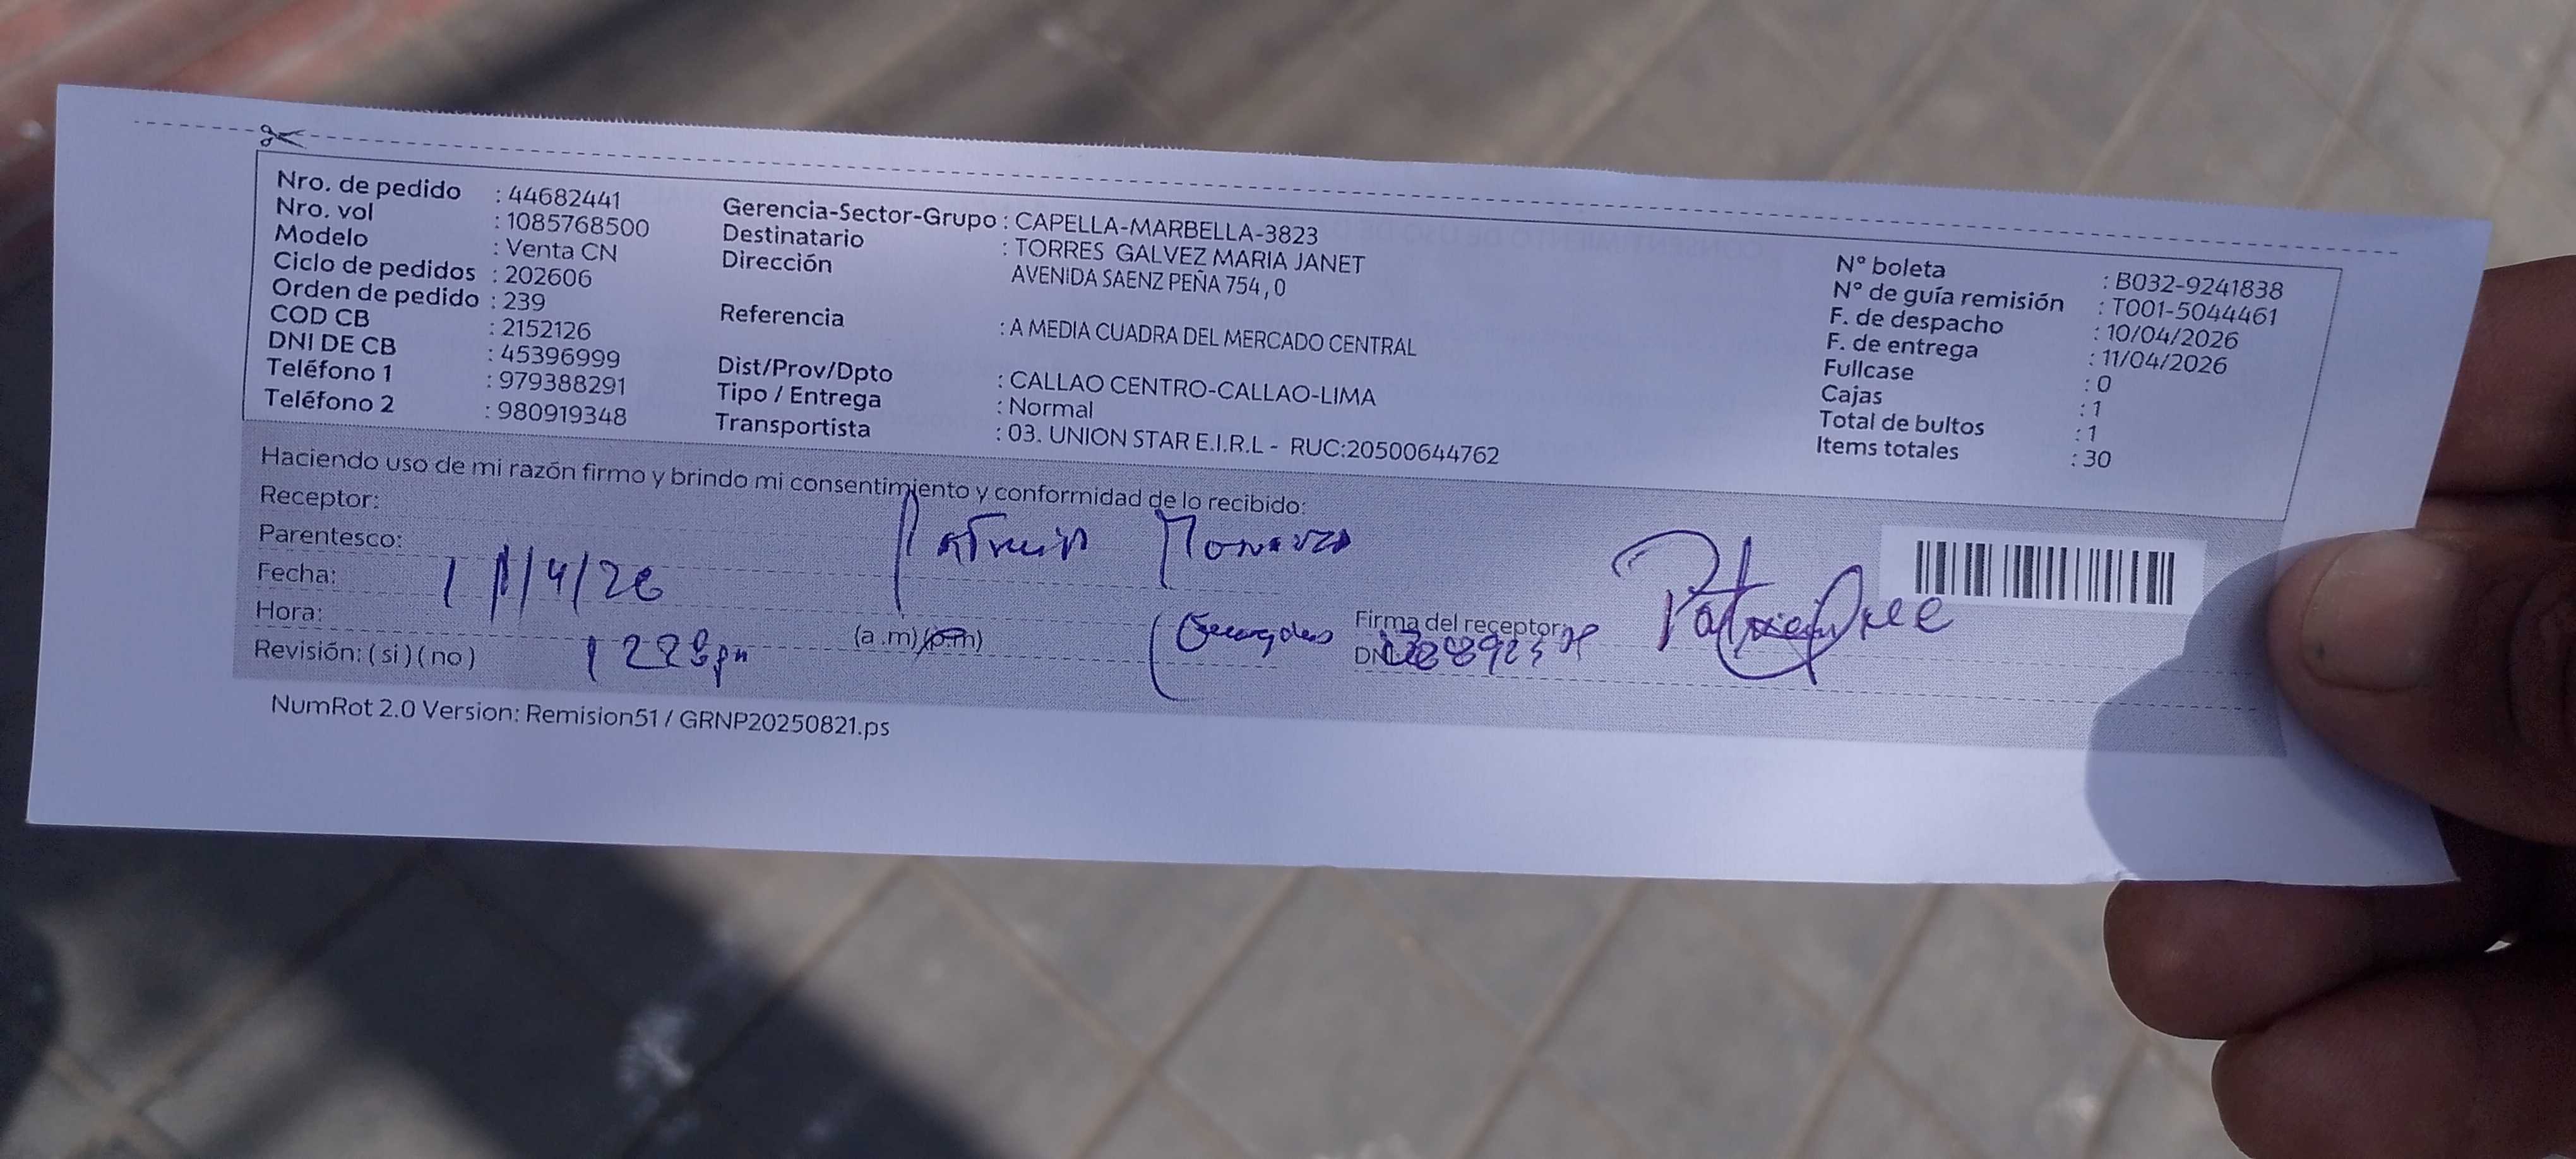 Nro. de pedido : 44682441
Nro. vol : 1085768500
Modelo : Venta CN
Ciclo de pedidos : 202606
Orden de pedido : 239
COD CB : 2152126
DNI DE CB : 45396999
Teléfono 1 : 979388291
Teléfono 2 : 980919348
Gerencia-Sector-Grupo : CAPELLA-MARBELLA-3823
Destinatario : TORRES GALVEZ MARIA JANET
Dirección AVENIDA SAENZ PEÑA 754,0
Referencia : A MEDIA CUADRA DEL MERCADO CENTRAL
Dist/Prov/Dpto : CALLAO CENTRO-CALLAO-LIMA
Tipo / Entrega : Normal
Transportista : 03. UNION STAR E.I.R.L - RUC:20500644762
N° boleta : B032-9241838
N° de guía remisión : T001-5044461
F. de despacho : 10/04/2026
F. de entrega : 11/04/2026
Fullcase : 0
Cajas : 1
Total de bultos : 1
Items totales : 30
Haciendo uso de mi razón firmo y brindo mi consentimiento y conformidad de lo recibido:
Receptor:
Parentesco:
Fecha: 11/4/26
Hora: (a.m)(p.m)
Revisión: (si) (no)
Firma del receptor
NumRot 2.0 Version: Remision51 / GRNP20250821.ps